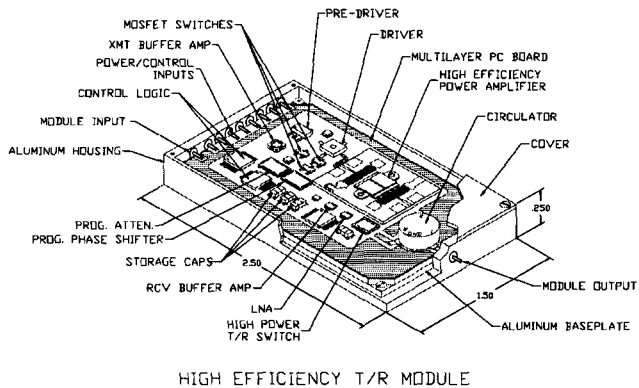 MOSFET SWITCHES
XMT BUFFER AMP
POWER/CONTROL
INPUTS
CONTROL LOGIC
MODULE INPUT
ALUMINUM HOUSING
PRE-DRIVER
DRIVER
MULTILAYER PC BOARD
HIGH EFFICIENCY
POWER AMPLIFIER
CIRCULATOR
COVER
.250
PROG. ATTEN.
PROG. PHASE SHIFTER
STORAGE CAPS
2.50
RCV BUFFER AMP
LNA
HIGH POWER
T/R SWITCH
1.50
MODULE OUTPUT
ALUMINUM BASEPLATE
HIGH EFFICIENCY T/R MODULE